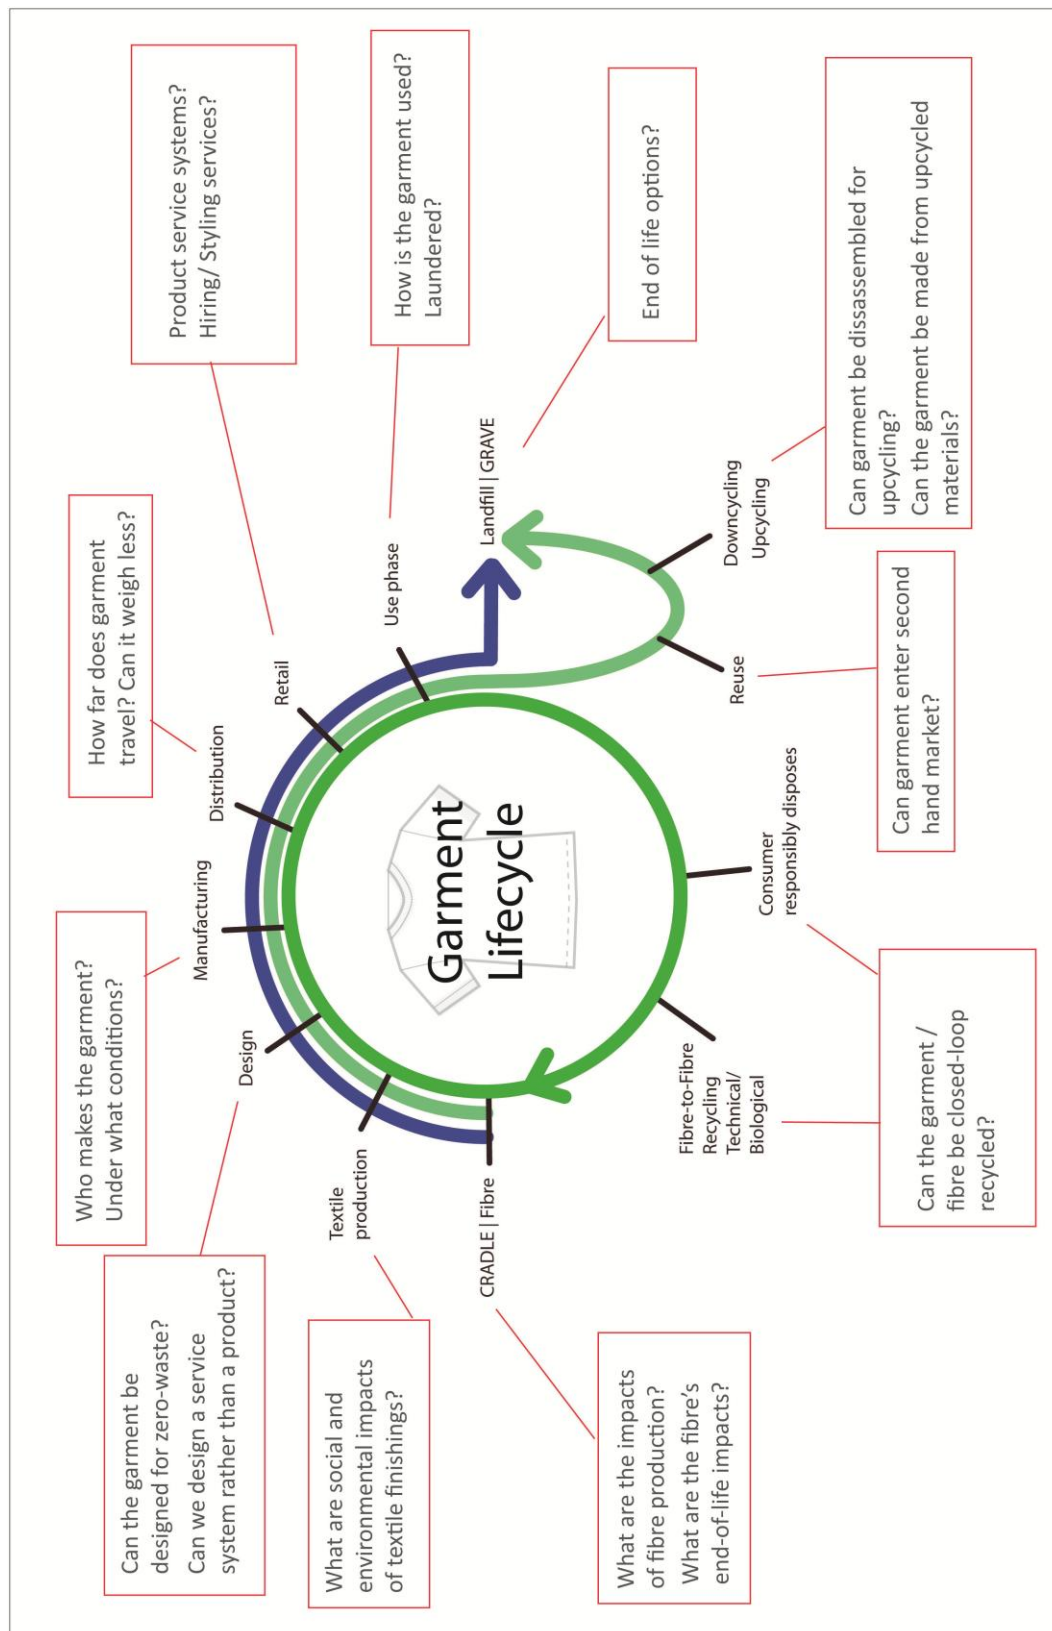 Garment
Lifecycle
CRADLE | Fibre
What are the impacts
of fibre production?
What are the fibre's
end-of-life impacts?
Textile
production
What are social and
environmental impacts
of textile finishings?
Design
Can the garment be
designed for zero-waste?
Can we design a service
system rather than a product?
Manufacturing
Who makes the garment?
Under what conditions?
Distribution
How far does garment
travel? Can it weigh less?
Retail
Product service systems?
Hiring/ Styling services?
Use phase
How is the garment used?
Laundered?
Landfill | GRAVE
End of life options?
Downcycling
Upcycling
Can garment be dissassembled for
upcycling?
Can the garment be made from upcycled
materials?
Reuse
Can garment enter second
hand market?
Consumer
responsibly disposes
Fibre-to-Fibre
Recycling
Technical/
Biological
Can the garment /
fibre be closed-loop
recycled?